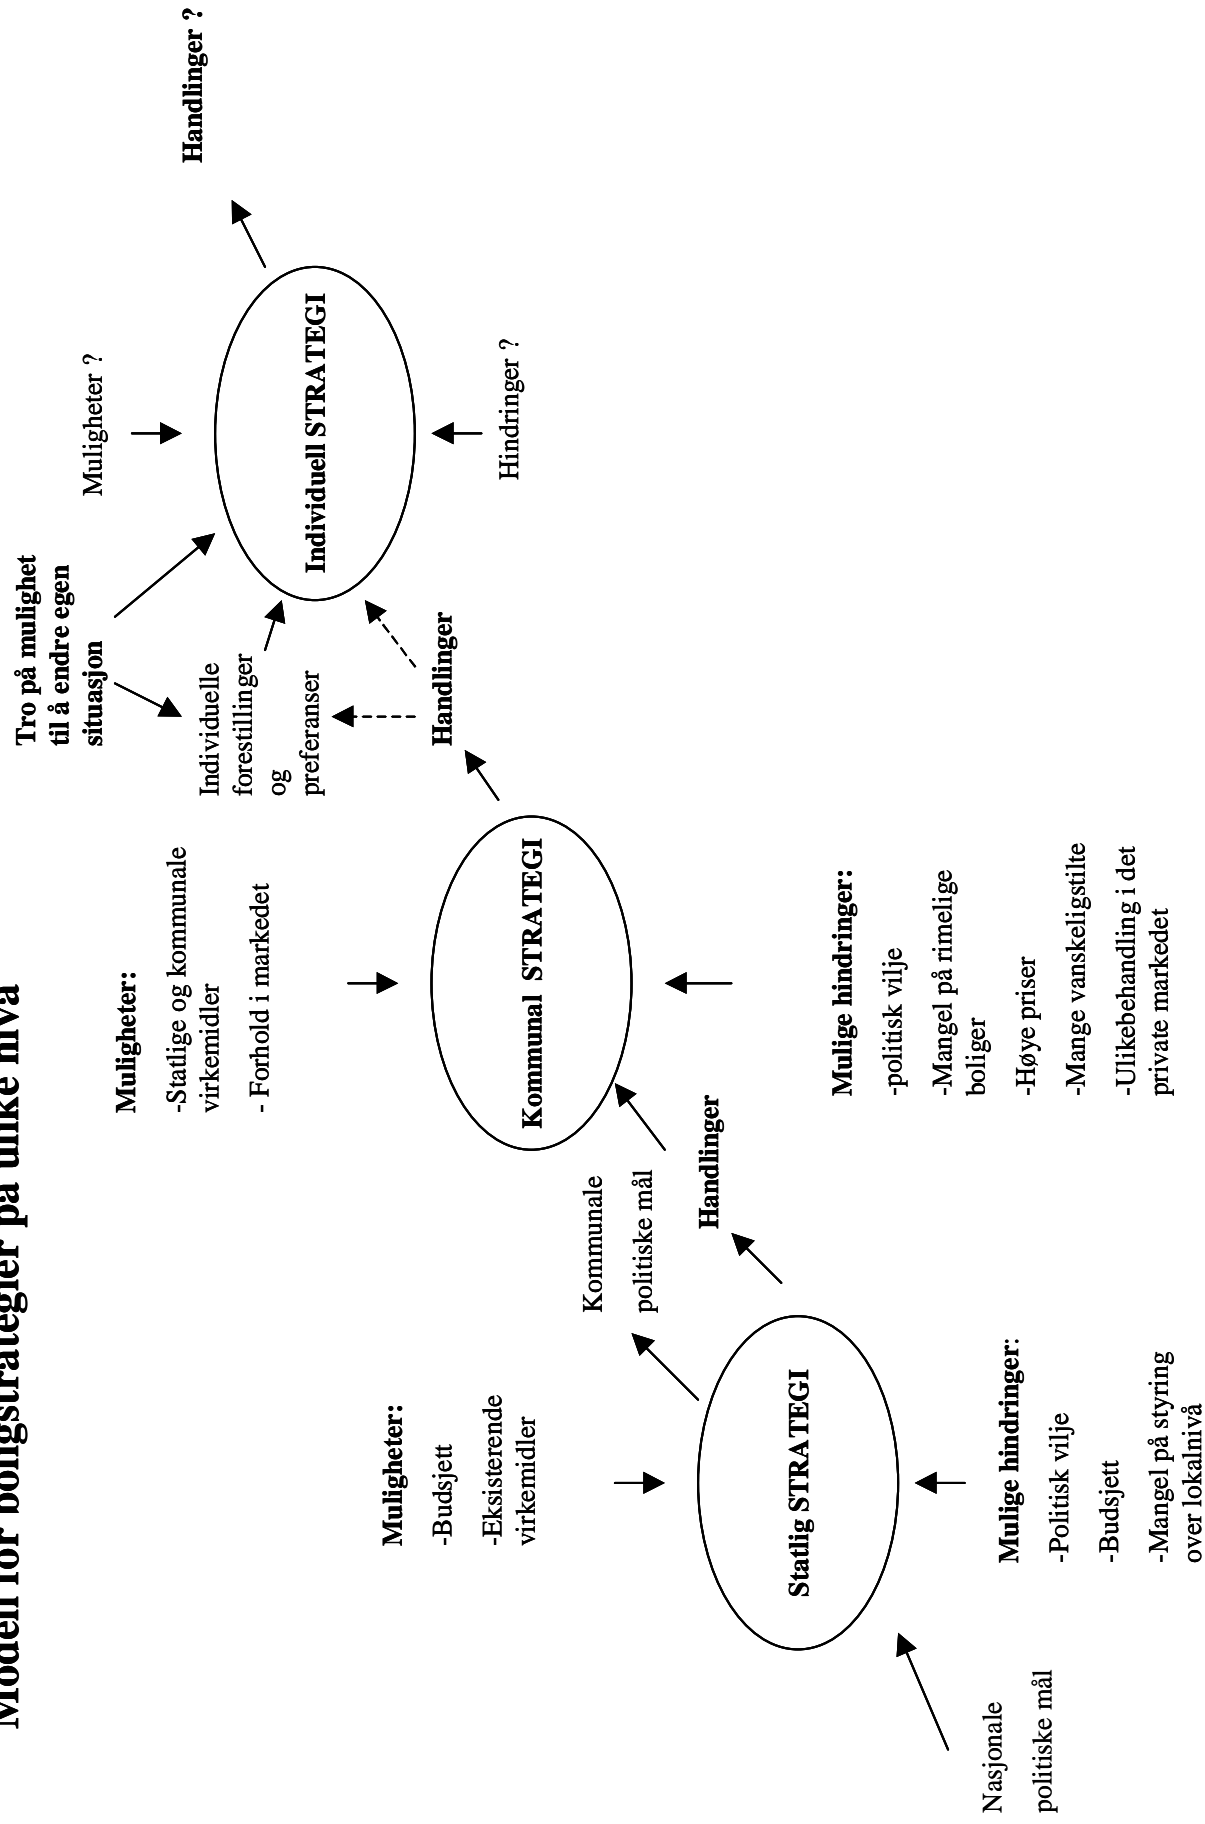 Modell for boligstrategier på ulike nivå
Tro på mulighet
til å endre egen
situasjon
Muligheter ?
Handlinger ?
Individuelle
forestillinger
og
preferanser
Individuell STRATEGI
Hindringer ?
Muligheter:
-Statlige og kommunale
virkemidler
- Forhold i markedet
Handlinger
Kommunal STRATEGI
Kommunale
politiske mål
Handlinger
Mulige hindringer:
-politisk vilje
-Mangel på rimelige
boliger
-Høye priser
-Mange vanskeligstilte
-Ulikebehandling i det
private markedet
Muligheter:
-Budsjett
-Eksisterende
virkemidler
Statlig STRATEGI
Mulige hindringer:
-Politisk vilje
-Budsjett
-Mangel på styring
over lokalnivå
Nasjonale
politiske mål